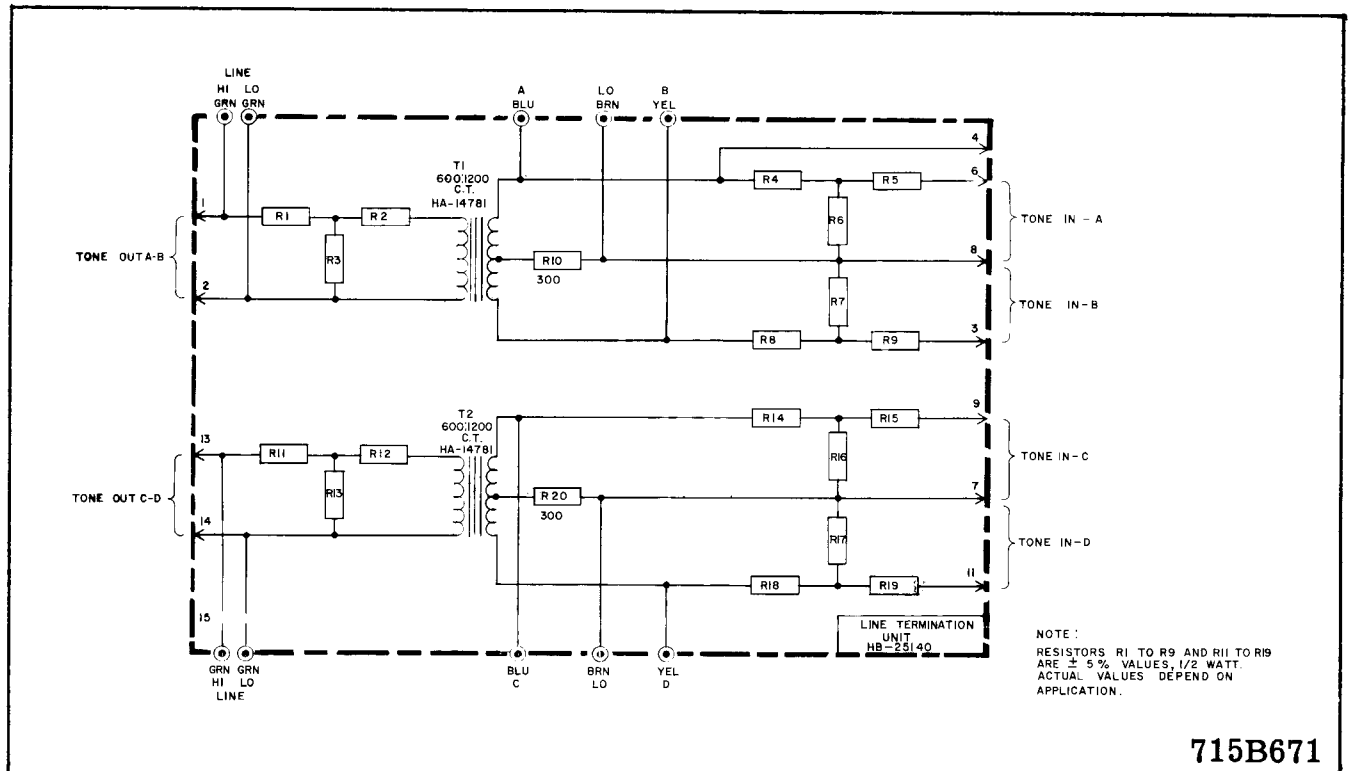 LINE
HI LO
GRN GRN
A
BLU
LO
BRN
B
YEL
4
T1
600:1200
C.T.
HA-14781
R4
R5
6
1
R1
R2
R6
TONE IN - A
TONE OUT A-B
R3
R10
300
8
2
R7
TONE IN-B
R8
R9
3
T2
600:1200
C.T.
HA-14781
R14
R15
9
13
R11
R12
R16
TONE IN-C
TONE OUT C-D
R13
R20
300
7
14
R17
TONE IN-D
R18
R19
11
15
LINE TERMINATION
UNIT
HB-25140
GRN GRN
HI LO
LINE
BLU
C
BRN
LO
YEL
D
NOTE:
RESISTORS R1 TO R9 AND R11 TO R19
ARE ± 5% VALUES, 1/2 WATT.
ACTUAL VALUES DEPEND ON
APPLICATION.
715B671